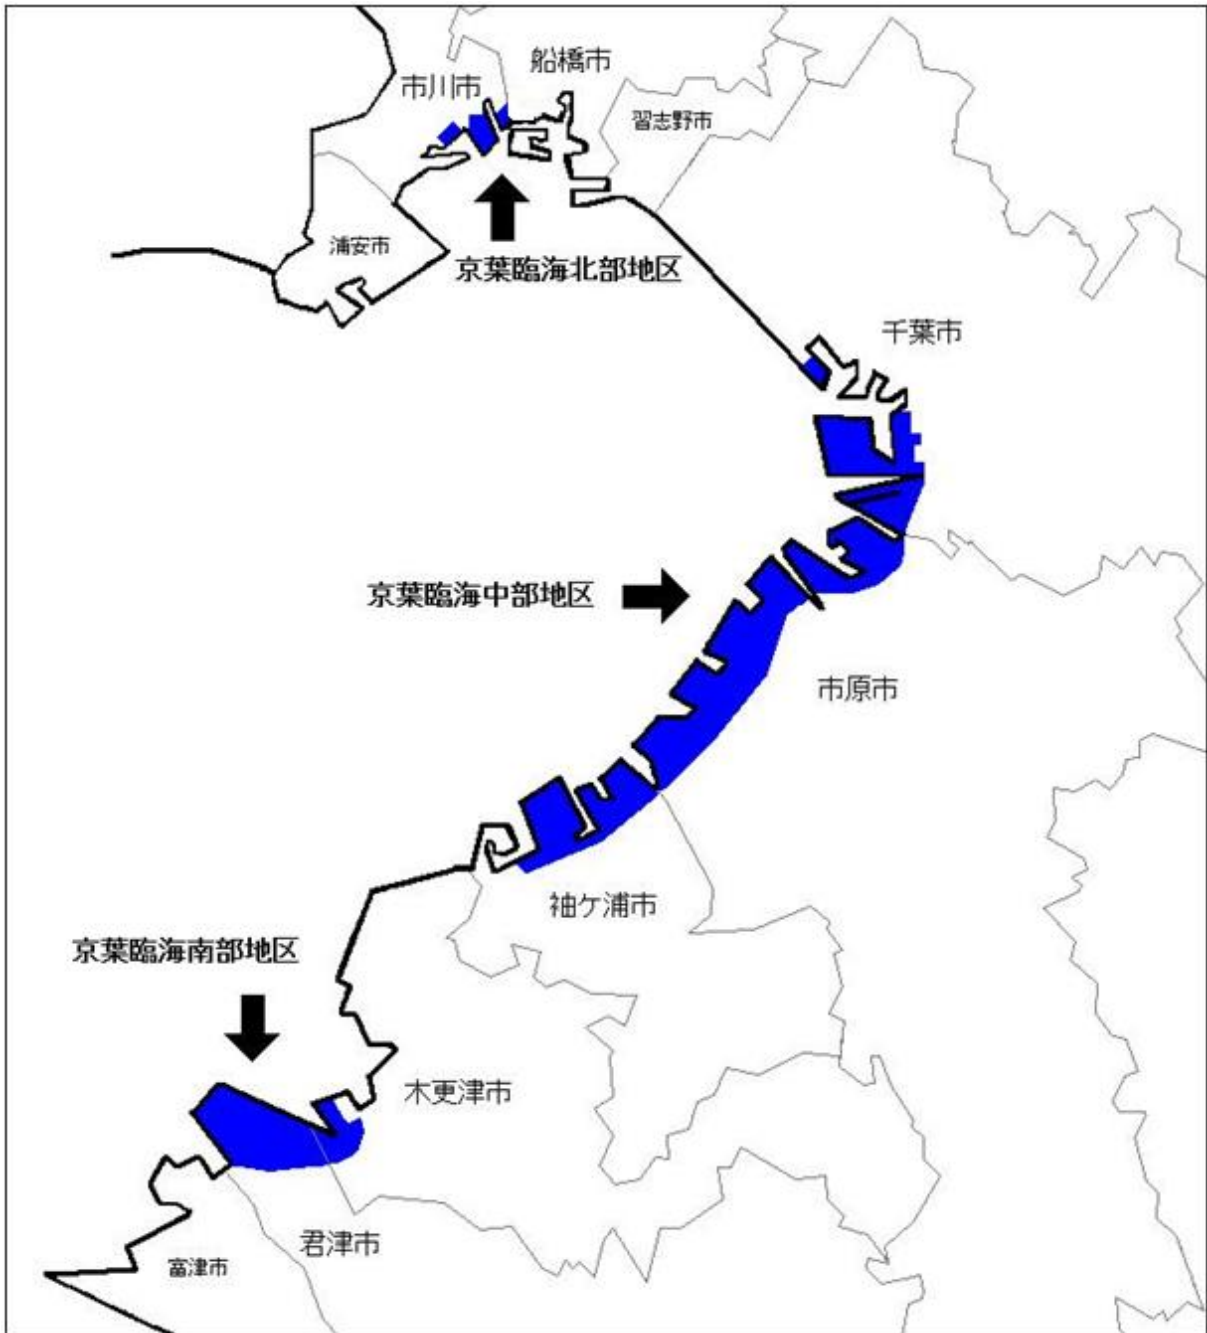 船橋市
市川市
習志野市
浦安市
京葉臨海北部地区
千葉市
京葉臨海中部地区
市原市
袖ケ浦市
京葉臨海南部地区
木更津市
君津市
富津市